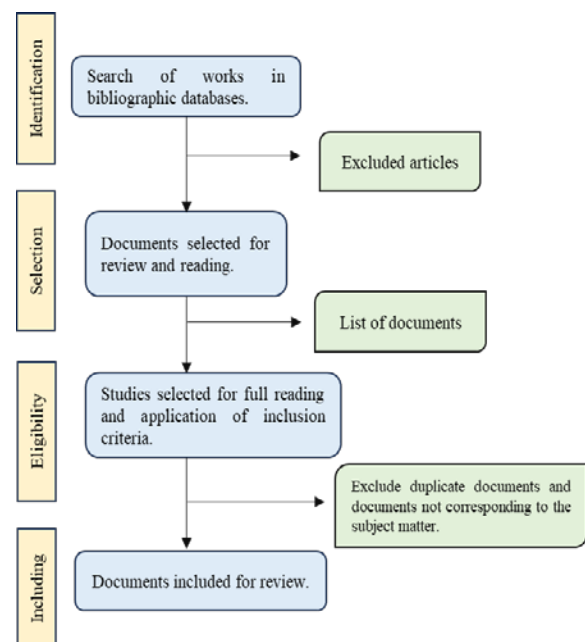 Identification
Search of works in
bibliographic databases.
Excluded articles
Selection
Documents selected for
review and reading.
List of documents
Eligibility
Studies selected for full reading
and application of inclusion
criteria.
Exclude duplicate documents and
documents not corresponding to the
subject matter.
Including
Documents included for review.